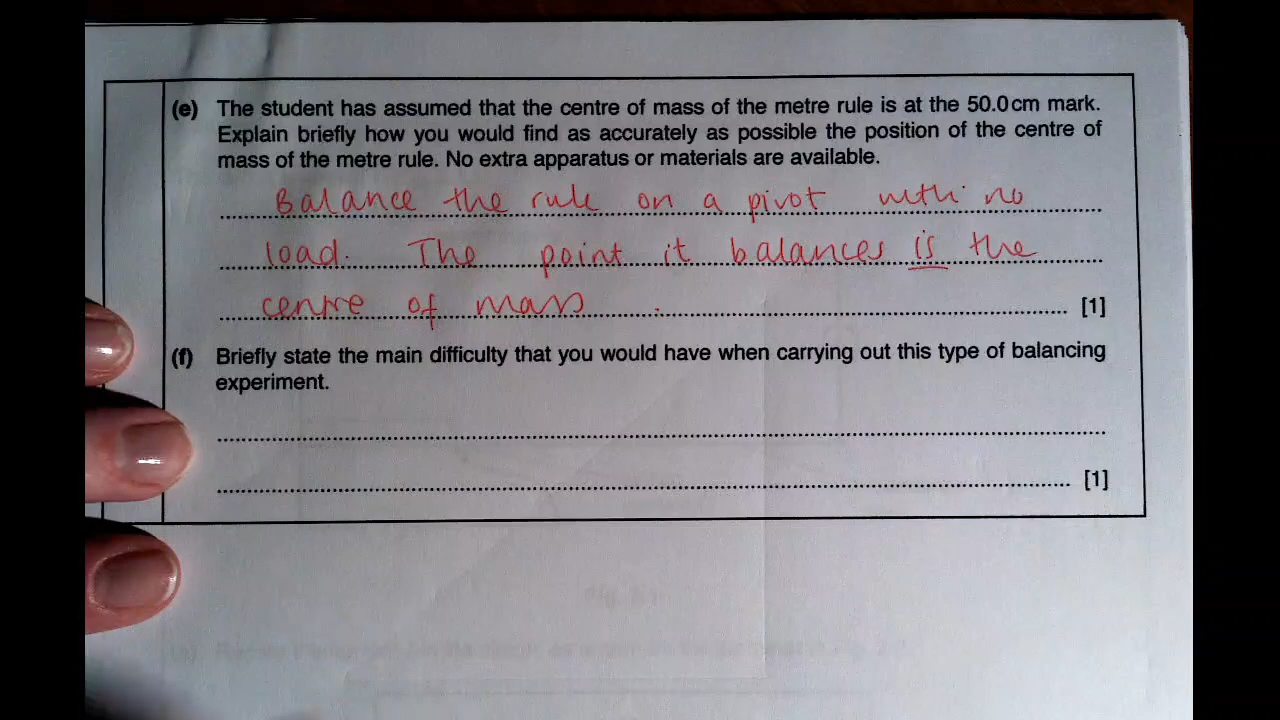 (e) The student has assumed that the centre of mass of the metre rule is at the 50.0 cm mark.
Explain briefly how you would find as accurately as possible the position of the centre of
mass of the metre rule. No extra apparatus or materials are available.
Balance the rule on a pivot with no
load. The point it balances is the
centre of mass.
[1]
(f) Briefly state the main difficulty that you would have when carrying out this type of balancing
experiment.
[1]